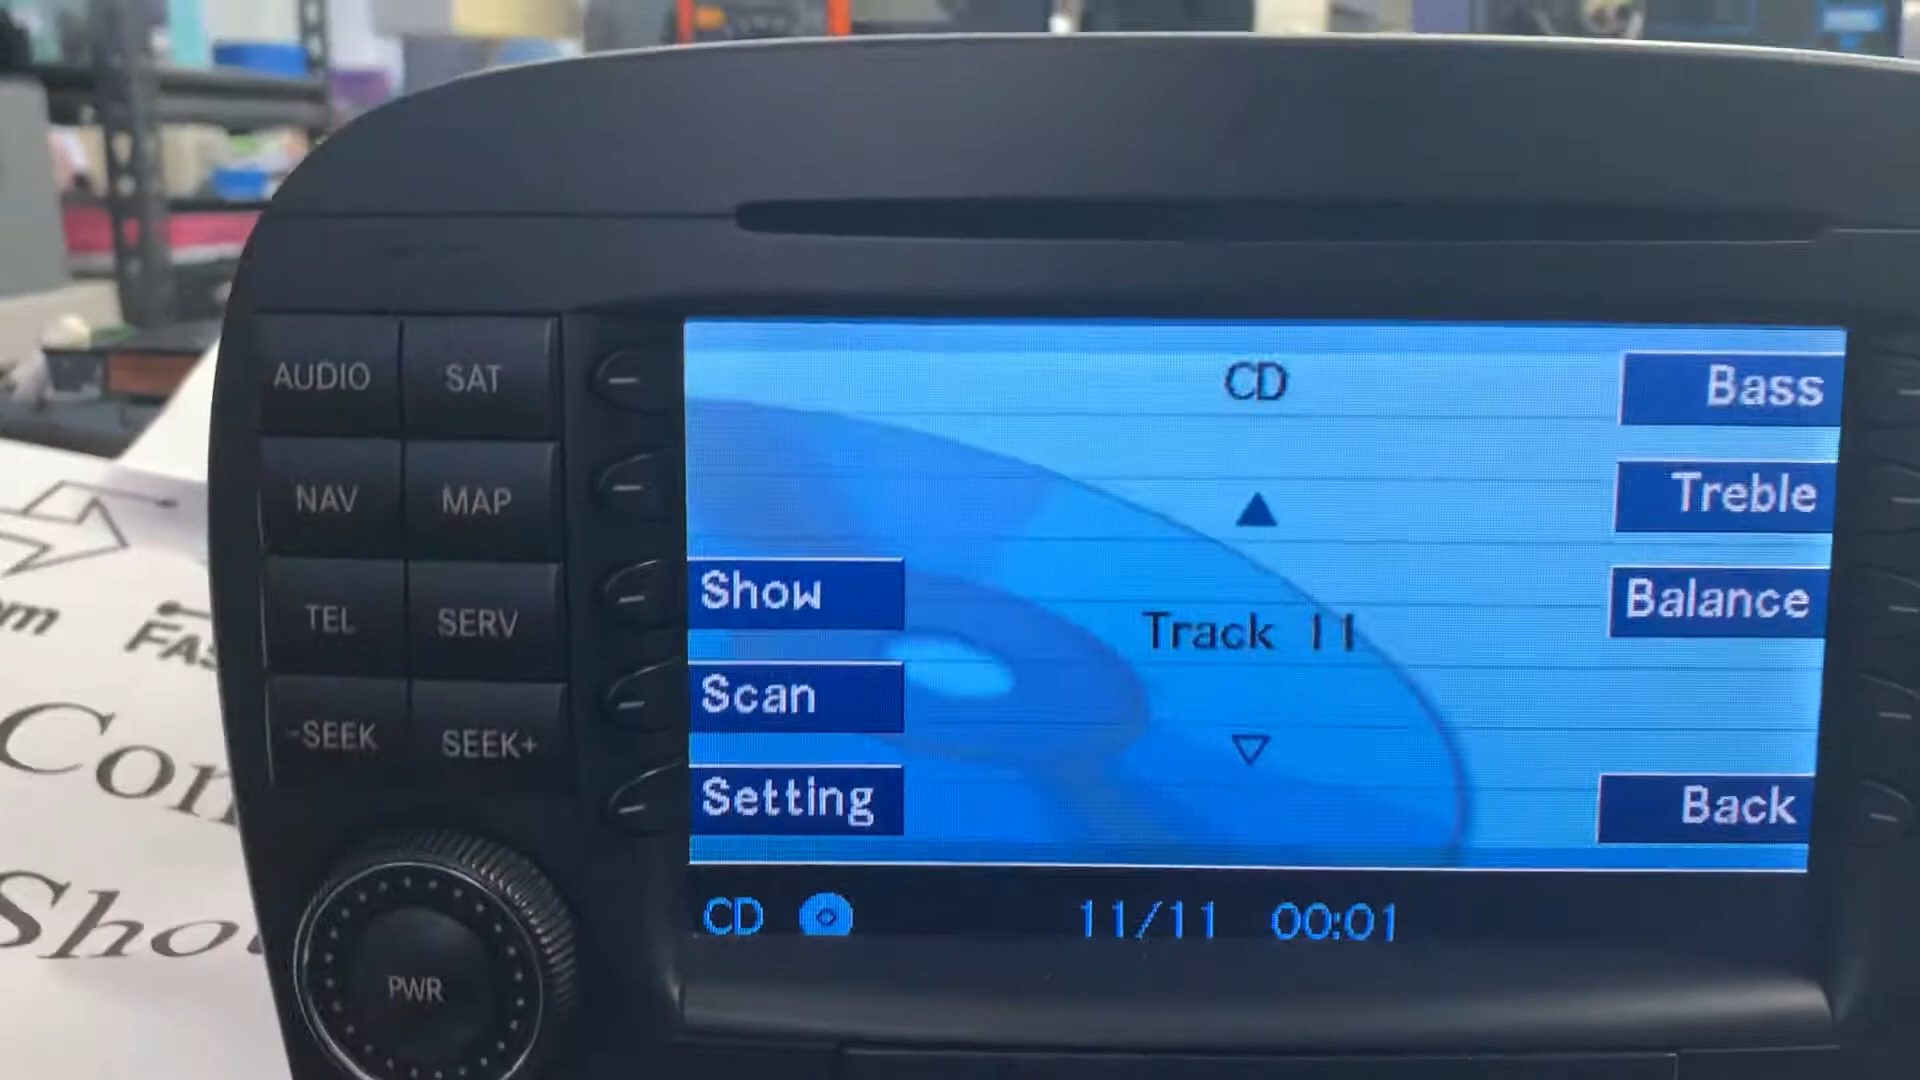 AUDIO SAT
NAV MAP
TEL SERV
-SEEK SEEK+
PWR
CD
Bass
Treble
Balance
Show
Track 11
Scan
Setting
Back
CD 11/11 00:01